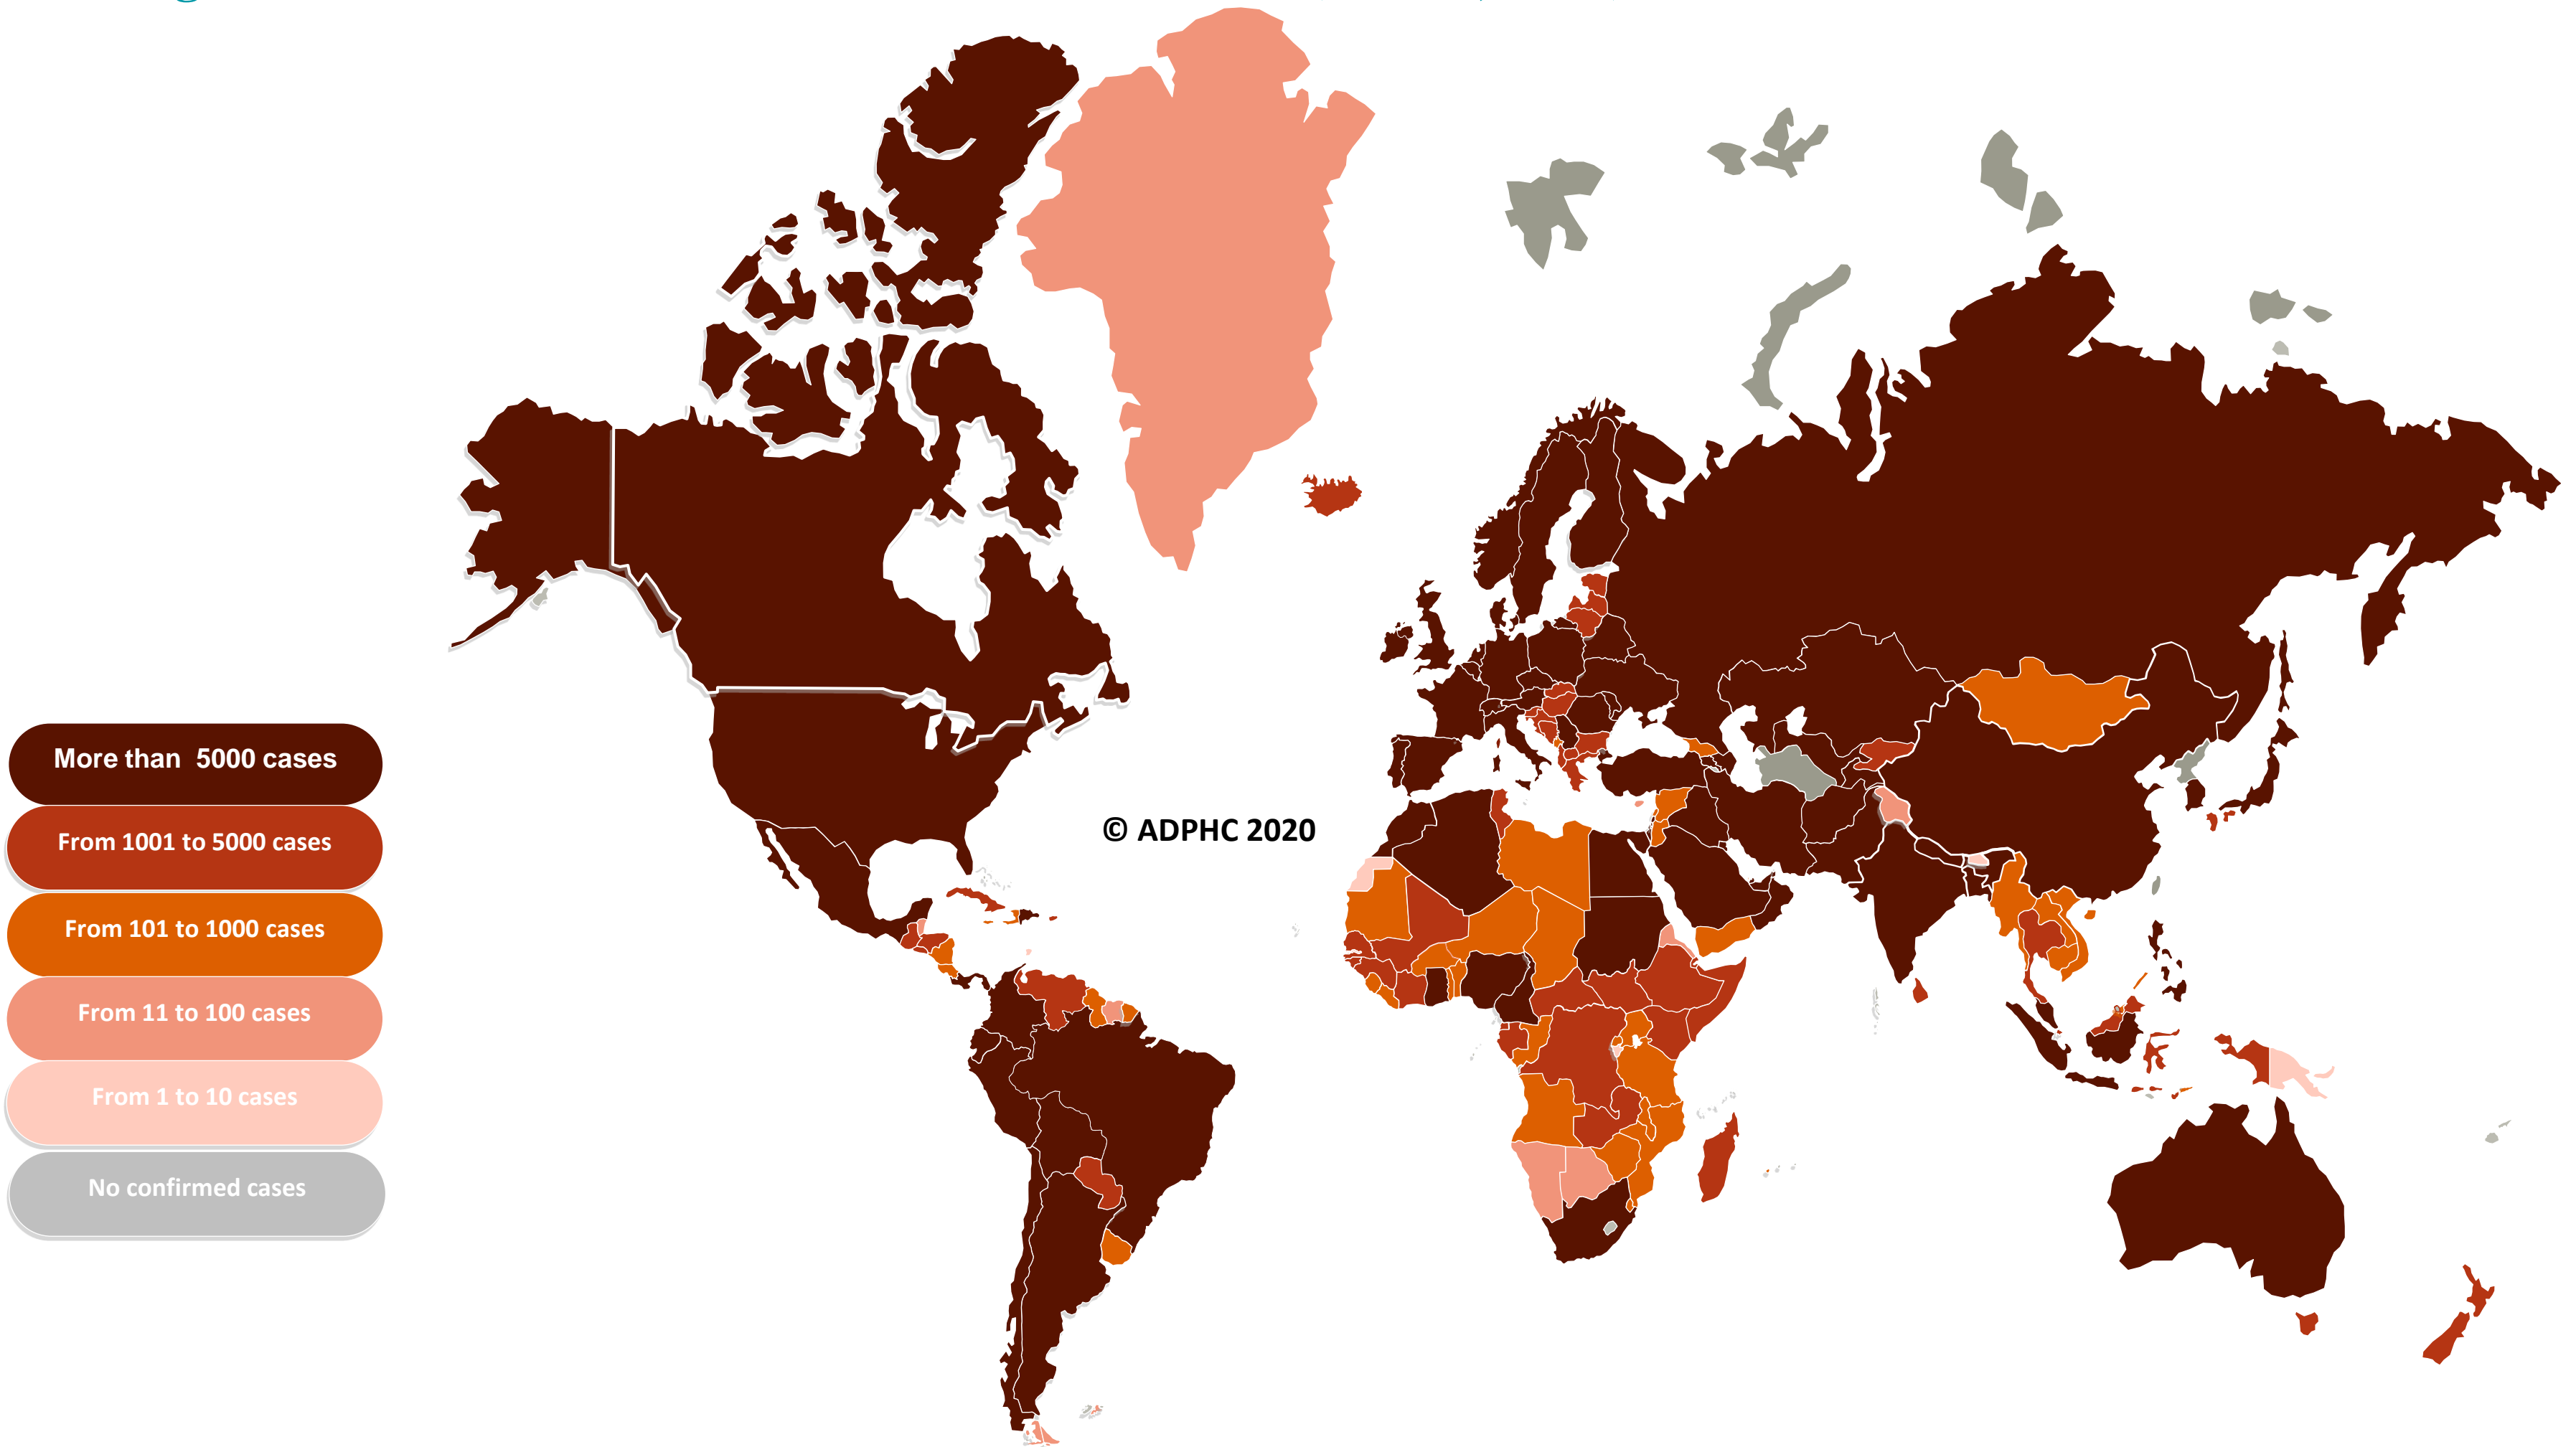 More than 5000 cases
From 1001 to 5000 cases
© ADPHC 2020
From 101 to 1000 cases
From 11 to 100 cases
From 1 to 10 cases
No confirmed cases